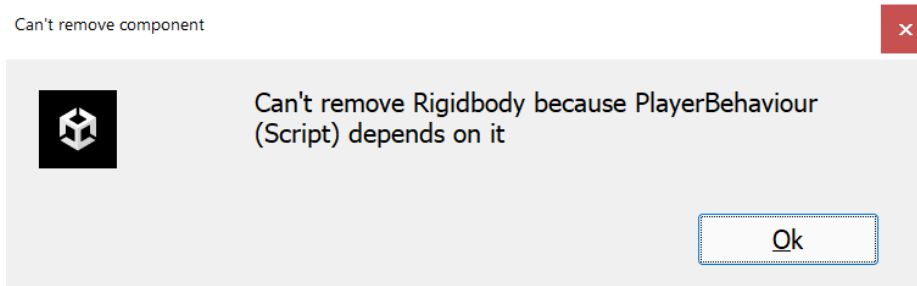 Can't remove component
x
Can't remove Rigidbody because PlayerBehaviour
(Script) depends on it
Ok